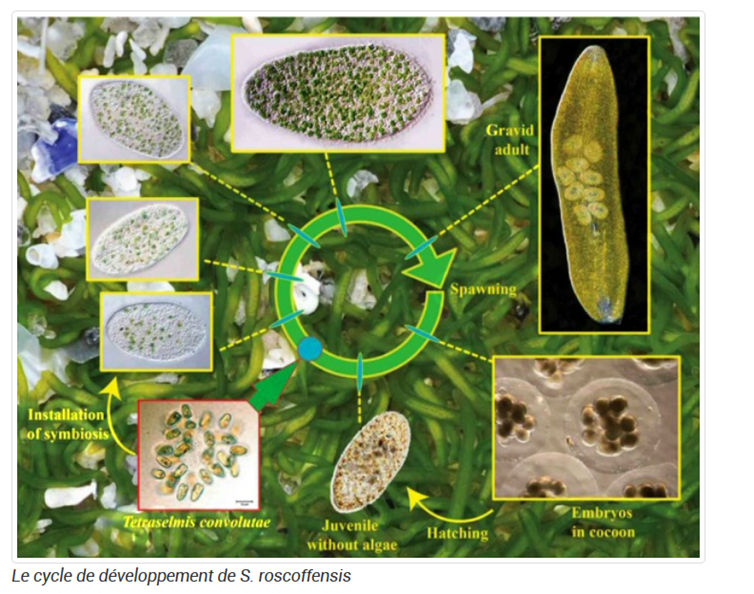 Gravid
adult
Spawning
Installation
of symbiosis
Tetraselmis convolutae
Juvenile
without algae
Hatching
Embryos
in cocoon
Le cycle de développement de S. roscoffensis